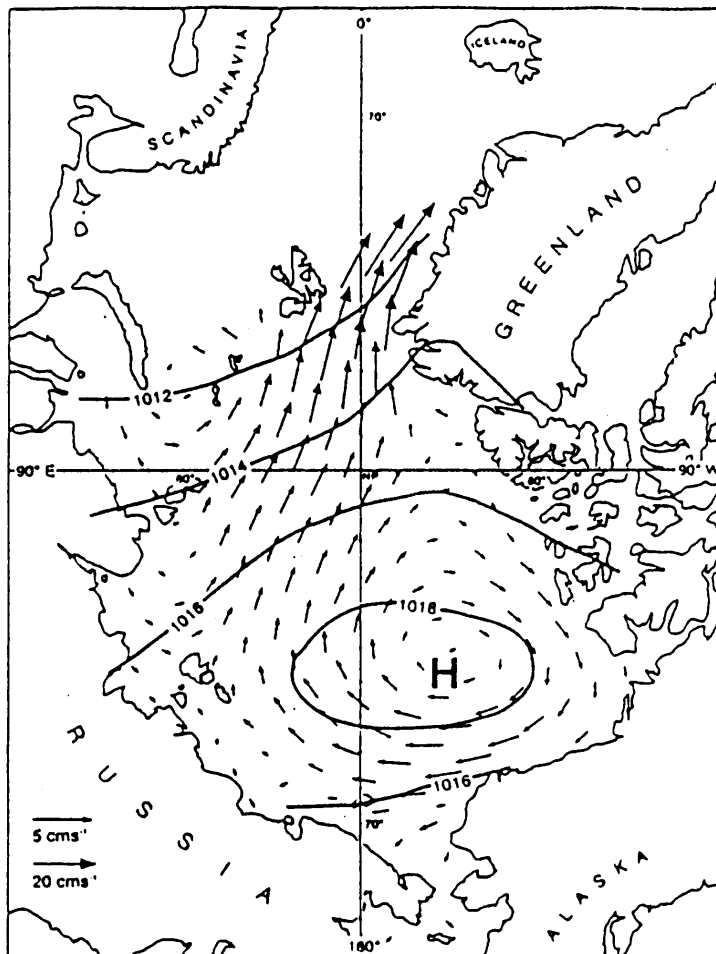 0°
ICELAND
SCANDINAVIA
70°
GREENLAND
1012
90° E
80°
1014
NP
80°
90° W
1016
1018
H
RUSSIA
1016
5 cms⁻¹
70°
20 cms⁻¹
ALASKA
180°